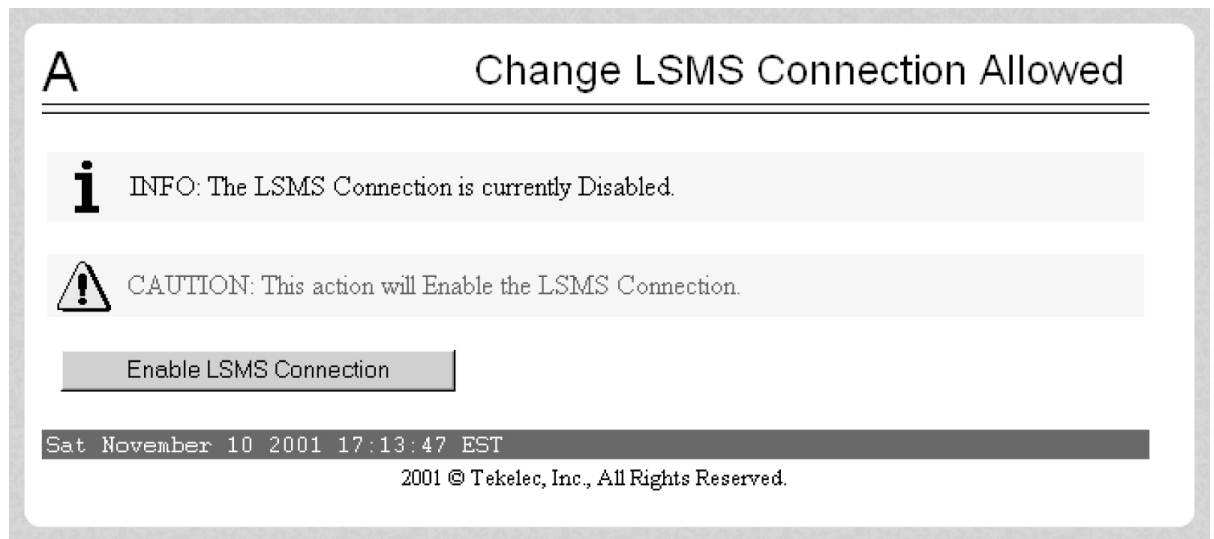 A
Change LSMS Connection Allowed
INFO: The LSMS Connection is currently Disabled.
CAUTION: This action will Enable the LSMS Connection.
Enable LSMS Connection
Sat November 10 2001 17:13:47 EST
2001 © Tekelec, Inc., All Rights Reserved.